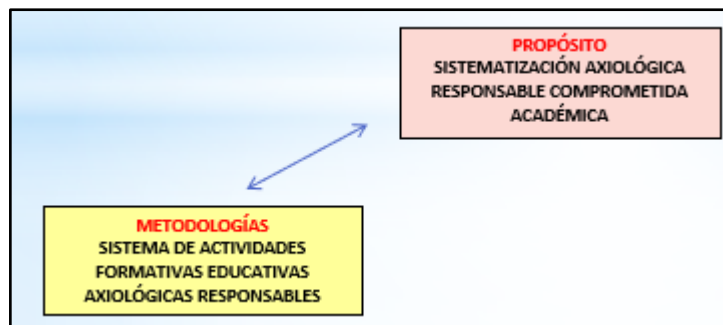 PROPÓSITO
SISTEMATIZACIÓN AXIOLÓGICA
RESPONSABLE COMPROMETIDA
ACADÉMICA
METODOLOGÍAS
SISTEMA DE ACTIVIDADES
FORMATIVAS EDUCATIVAS
AXIOLÓGICAS RESPONSABLES